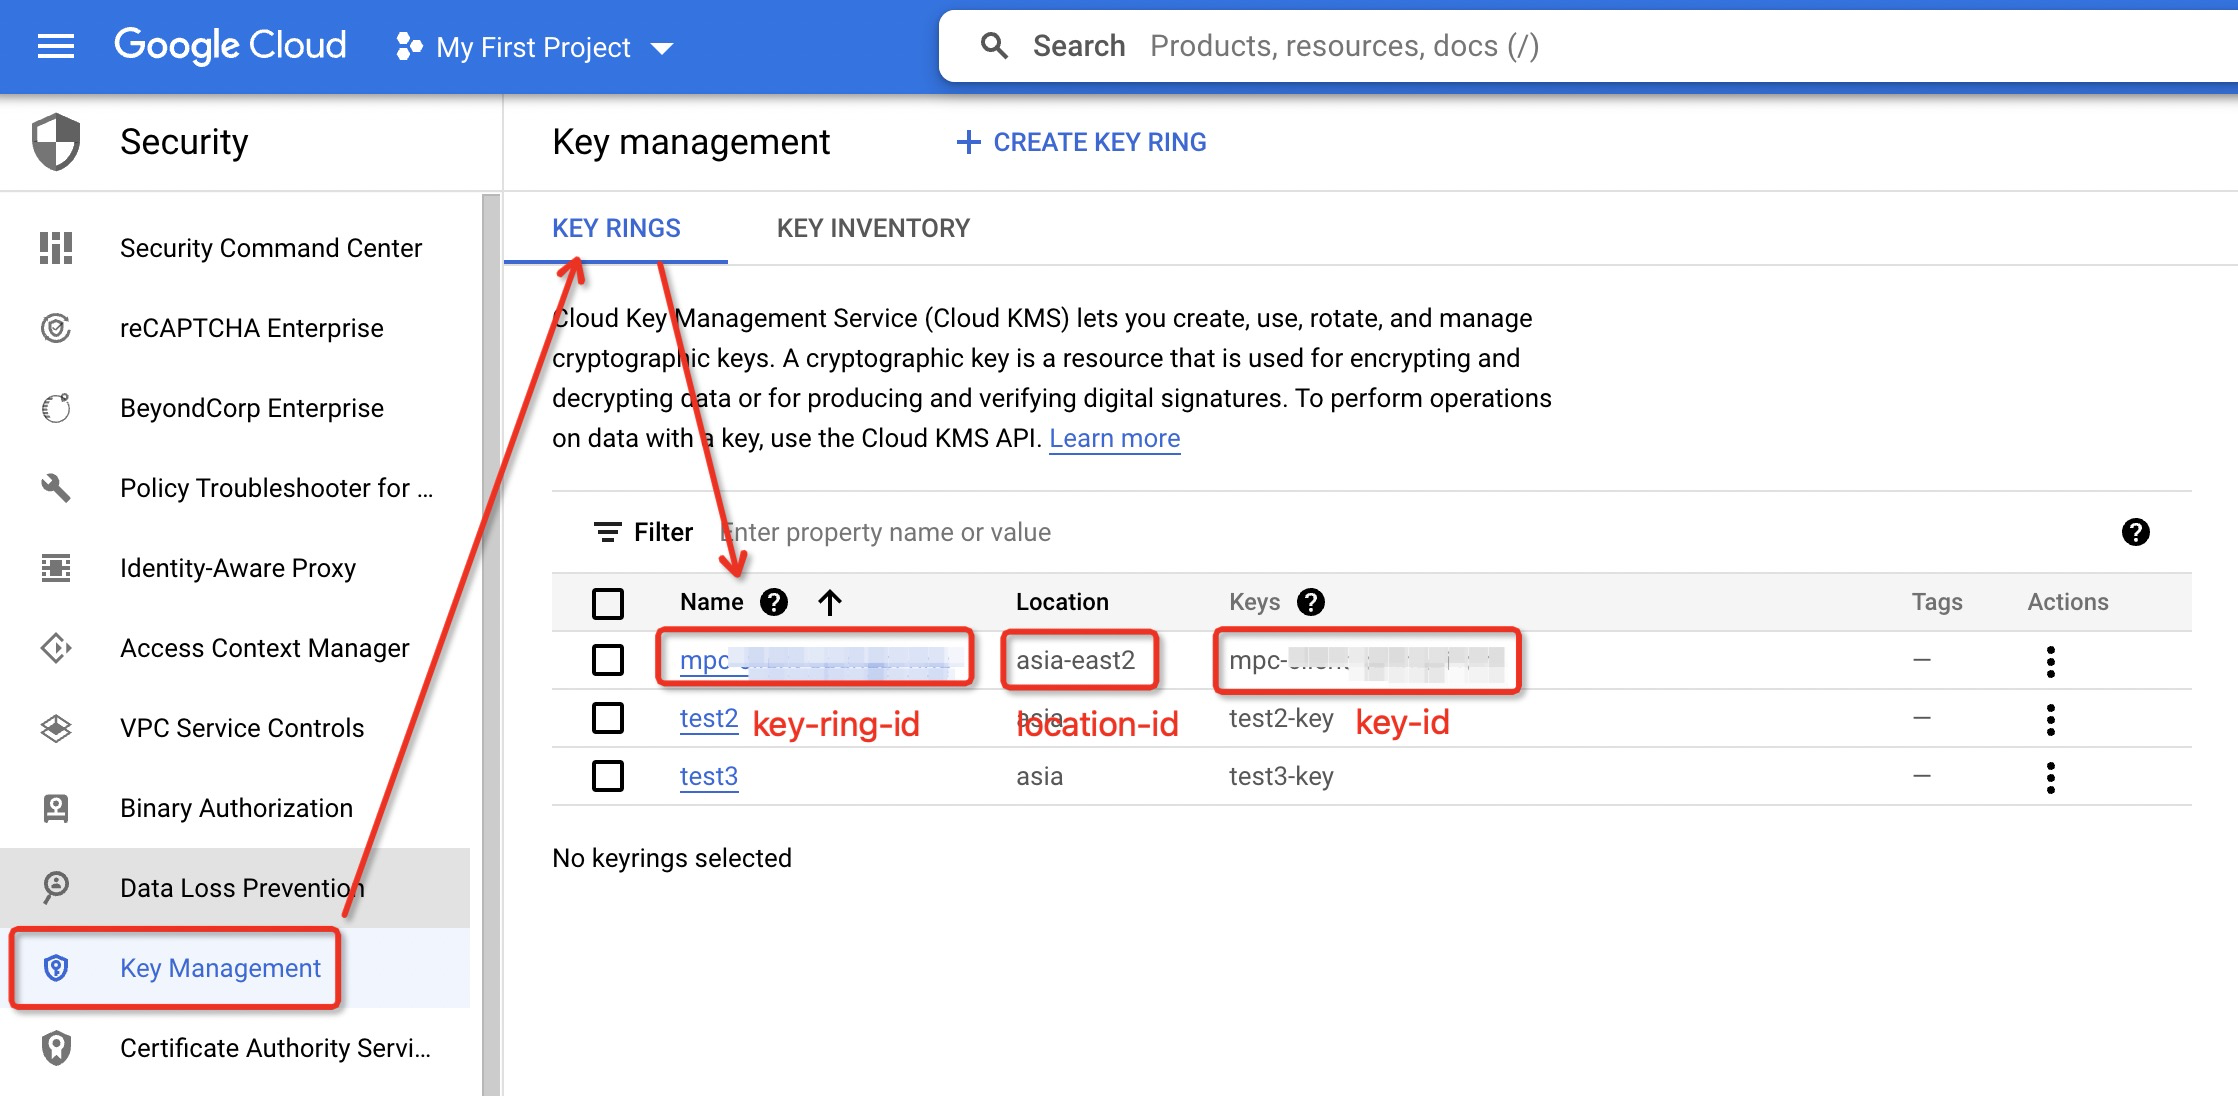 Google Cloud My First Project Search Products, resources, docs (/)
Security
Key management CREATE KEY RING
KEY RINGS KEY INVENTORY
Security Command Center
reCAPTCHA Enterprise
BeyondCorp Enterprise
Policy Troubleshooter for ...
Identity-Aware Proxy
Access Context Manager
VPC Service Controls
Binary Authorization
Data Loss Prevention
Key Management
Certificate Authority Servi...
Cloud Key Management Service (Cloud KMS) lets you create, use, rotate, and manage
cryptographic keys. A cryptographic key is a resource that is used for encrypting and
decrypting data or for producing and verifying digital signatures. To perform operations
on data with a key, use the Cloud KMS API. Learn more
Filter Enter property name or value
Name Location Keys Tags Actions
mpc asia-east2 mpc- —
test2 key-ring-id asia location-id test2-key key-id —
test3 asia test3-key —
No keyrings selected